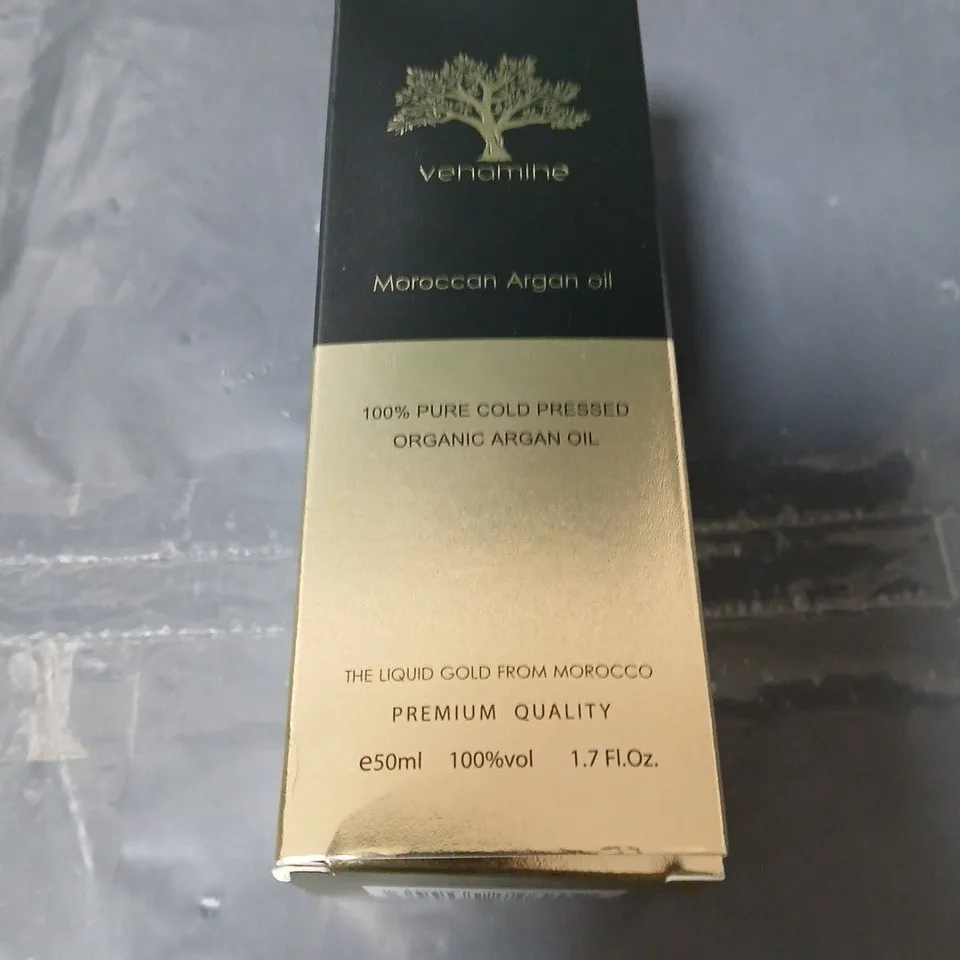 venamine
Moroccan Argan oil
100% PURE COLD PRESSED
ORGANIC ARGAN OIL
THE LIQUID GOLD FROM MOROCCO
PREMIUM QUALITY
e50ml 100%vol 1.7 Fl.Oz.